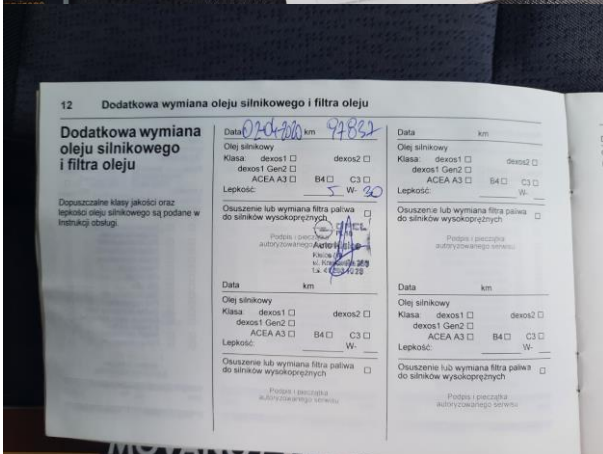 12 Dodatkowa wymiana oleju silnikowego i filtra oleju
Dodatkowa wymiana
oleju silnikowego
i filtra oleju
Dopuszczalne klasy jakości oraz
lepkości oleju silnikowego są podane w
Instrukcji obsługi.
Data 02-04-2020 km 97832
Olej silnikowy
Klasa: dexos1 ☐ dexos2 ☐
dexos1 Gen2 ☐
ACEA A3 ☐ B4 ☐ C3 ☐
Lepkość: 5 W- 30
Osuszenie lub wymiana filtra paliwa
do silników wysokoprężnych ☐
Podpis i pieczątka
autoryzowanego serwisu
OPEL
Data km
Olej silnikowy
Klasa: dexos1 ☐ dexos2 ☐
dexos1 Gen2 ☐
ACEA A3 ☐ B4 ☐ C3 ☐
Lepkość: W-
Osuszenie lub wymiana filtra paliwa
do silników wysokoprężnych ☐
Podpis i pieczątka
autoryzowanego serwisu
Data km
Olej silnikowy
Klasa: dexos1 ☐ dexos2 ☐
dexos1 Gen2 ☐
ACEA A3 ☐ B4 ☐ C3 ☐
Lepkość: W-
Osuszenie lub wymiana filtra paliwa
do silników wysokoprężnych ☐
Podpis i pieczątka
autoryzowanego serwisu
Data km
Olej silnikowy
Klasa: dexos1 ☐ dexos2 ☐
dexos1 Gen2 ☐
ACEA A3 ☐ B4 ☐ C3 ☐
Lepkość: W-
Osuszenie lub wymiana filtra paliwa
do silników wysokoprężnych ☐
Podpis i pieczątka
autoryzowanego serwisu